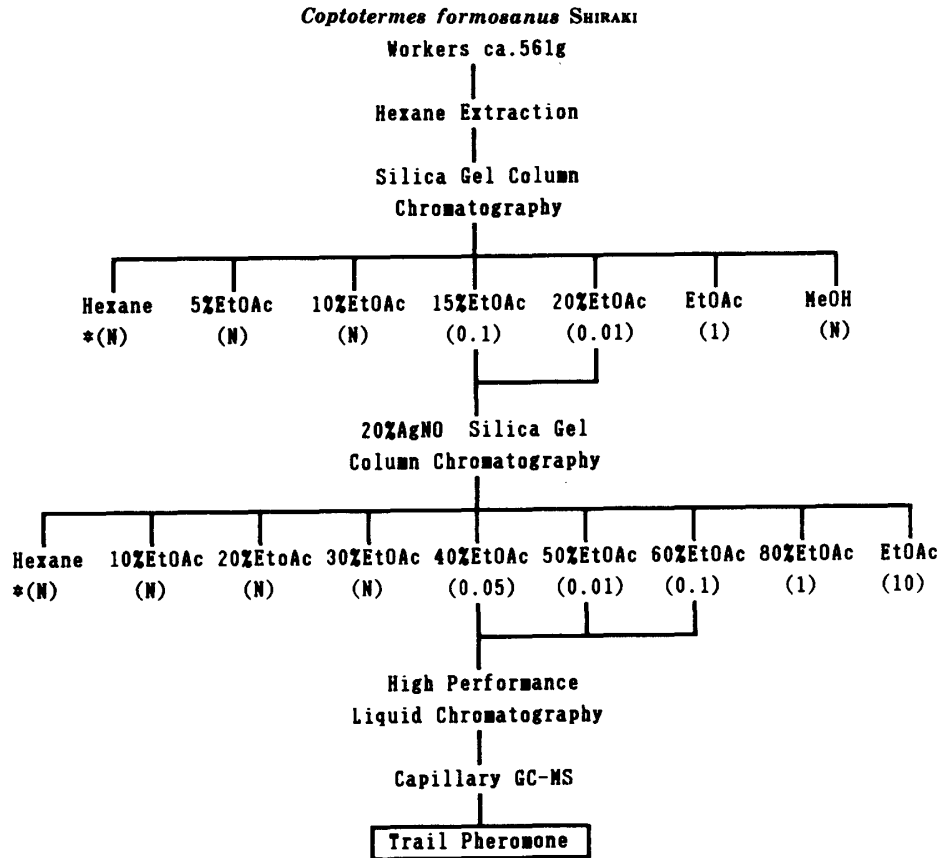 Coptotermes formosanus SHIRAKI
Workers ca.561g
Hexane Extraction
Silica Gel Column
Chromatography
Hexane 5%EtOAc 10%EtOAc 15%EtOAc 20%EtOAc EtOAc MeOH
*(N) (N) (N) (0.1) (0.01) (1) (N)
20%AgNO Silica Gel
Column Chromatography
Hexane 10%EtOAc 20%EtoAc 30%EtOAc 40%EtOAc 50%EtOAc 60%EtOAc 80%EtOAc EtOAc
*(N) (N) (N) (N) (0.05) (0.01) (0.1) (1) (10)
High Performance
Liquid Chromatography
Capillary GC-MS
Trail Pheromone